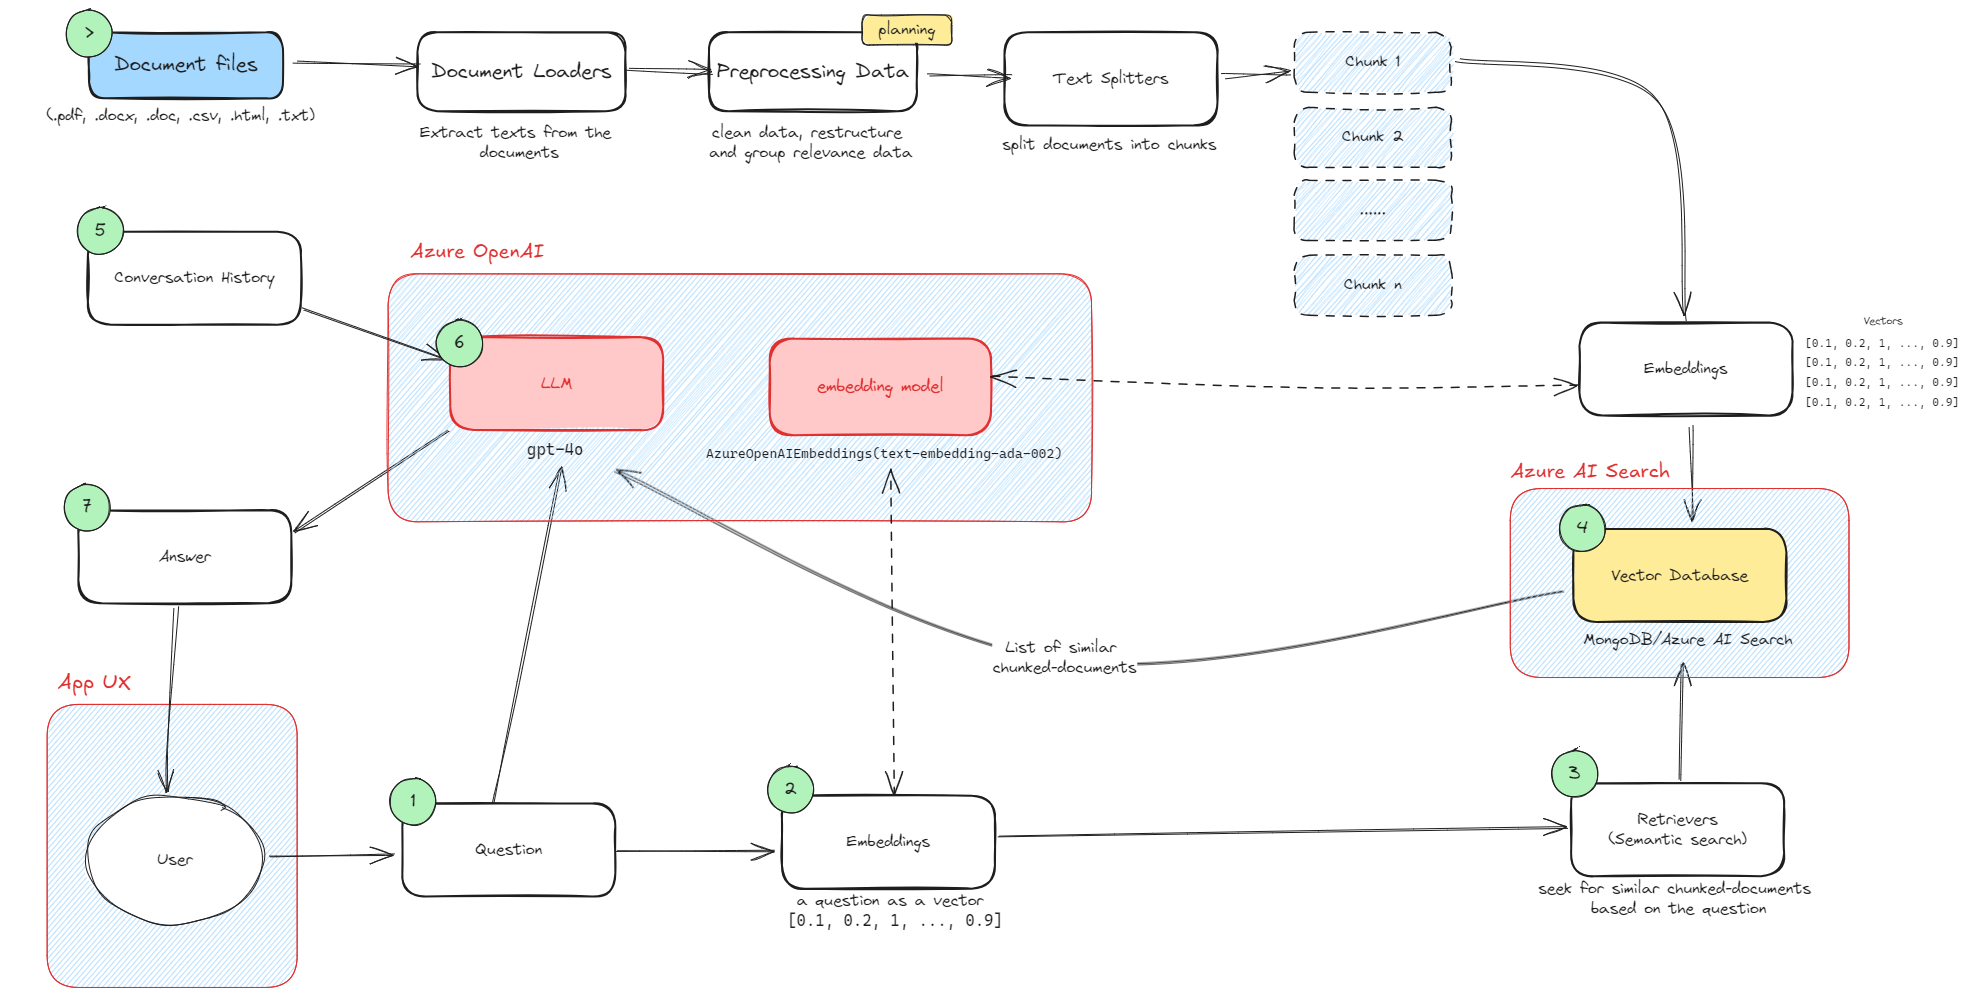 >
Document files
(.pdf, .docx, .doc, .csv, .html, .txt)
Document Loaders
Extract texts from the
documents
planning
Preprocessing Data
clean data, restructure
and group relevance data
Text Splitters
split documents into chunks
Chunk 1
Chunk 2
......
Chunk n
5
Conversation History
Azure OpenAI
6
LLM
gpt-4o
embedding model
AzureOpenAIEmbeddings(text-embedding-ada-002)
Embeddings
Vectors
[0.1, 0.2, 1, ..., 0.9]
[0.1, 0.2, 1, ..., 0.9]
[0.1, 0.2, 1, ..., 0.9]
[0.1, 0.2, 1, ..., 0.9]
Azure AI Search
4
Vector Database
MongoDB/Azure AI Search
7
Answer
List of similar
chunked-documents
App UX
User
1
Question
2
Embeddings
a question as a vector
[0.1, 0.2, 1, ..., 0.9]
3
Retrievers
(Semantic search)
seek for similar chunked-documents
based on the question